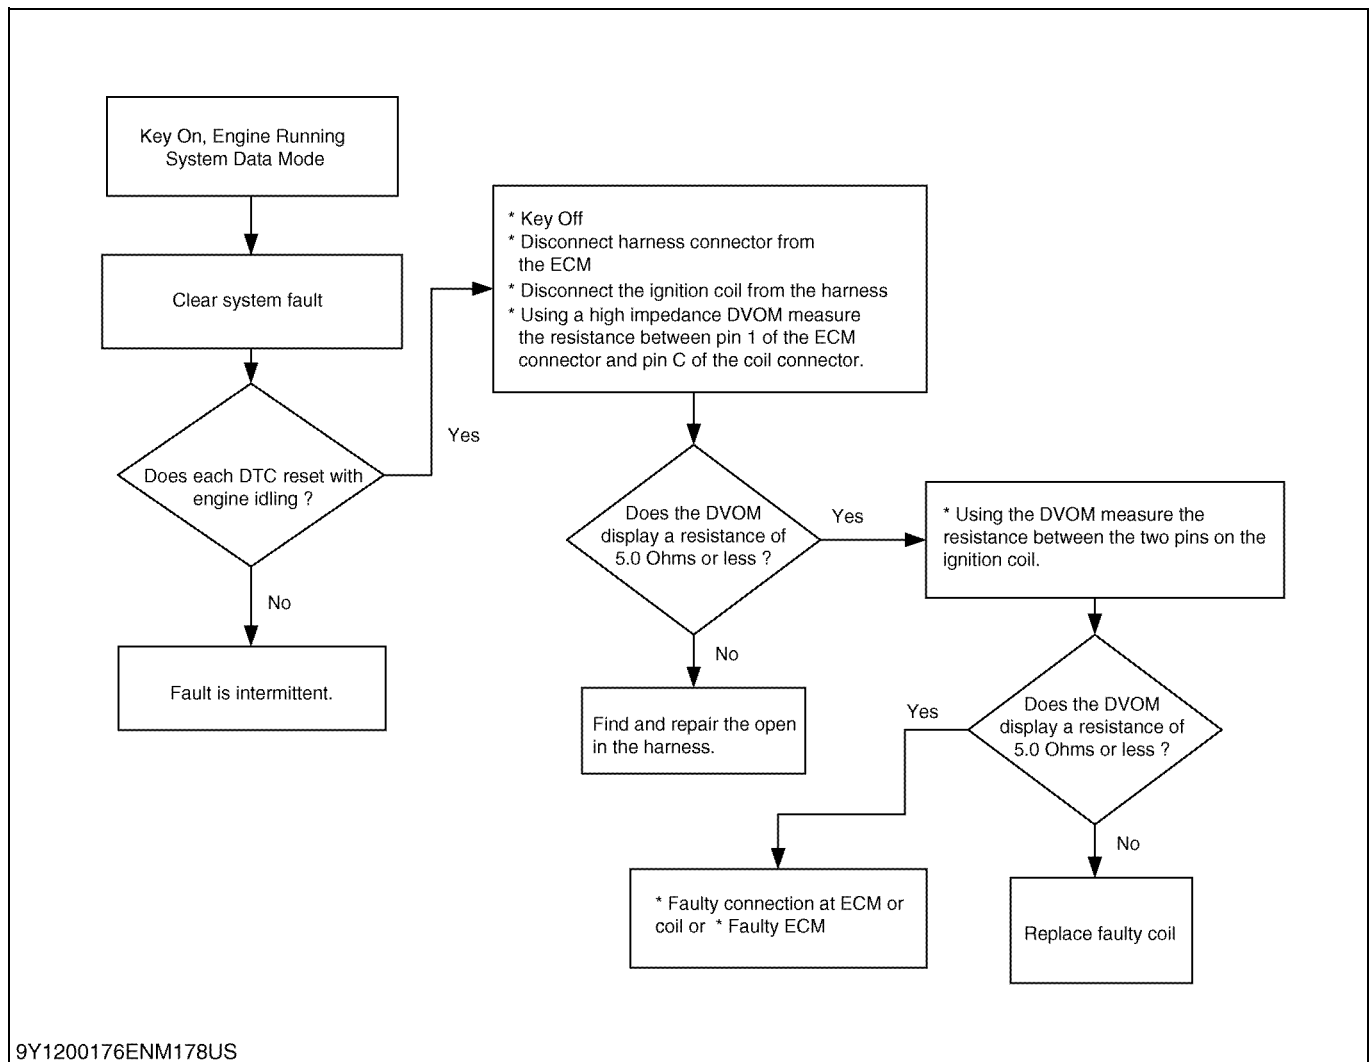 Key On, Engine Running
System Data Mode
Clear system fault
Does each DTC reset with
engine idling ?
Yes
No
Fault is intermittent.
* Key Off
* Disconnect harness connector from
the ECM
* Disconnect the ignition coil from the harness
* Using a high impedance DVOM measure
the resistance between pin 1 of the ECM
connector and pin C of the coil connector.
Does the DVOM
display a resistance of
5.0 Ohms or less ?
Yes
No
Find and repair the open
in the harness.
* Using the DVOM measure the
resistance between the two pins on the
ignition coil.
Does the DVOM
display a resistance of
5.0 Ohms or less ?
Yes
No
* Faulty connection at ECM or
coil or * Faulty ECM
Replace faulty coil
9Y1200176ENM178US